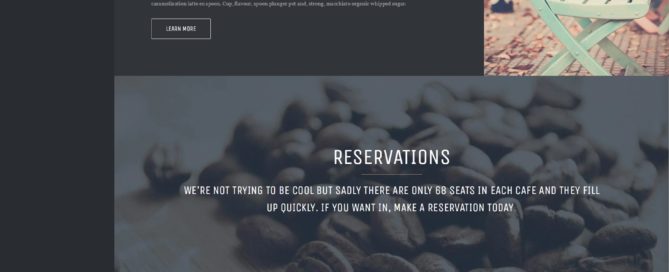 caramelization latte eu spoon. Cup, flavour, spoon plunger pot and, strong, macchiato organic whipped sugar.
LEARN MORE
RESERVATIONS
WE'RE NOT TRYING TO BE COOL BUT SADLY THERE ARE ONLY 68 SEATS IN EACH CAFE AND THEY FILL
UP QUICKLY. IF YOU WANT IN, MAKE A RESERVATION TODAY.